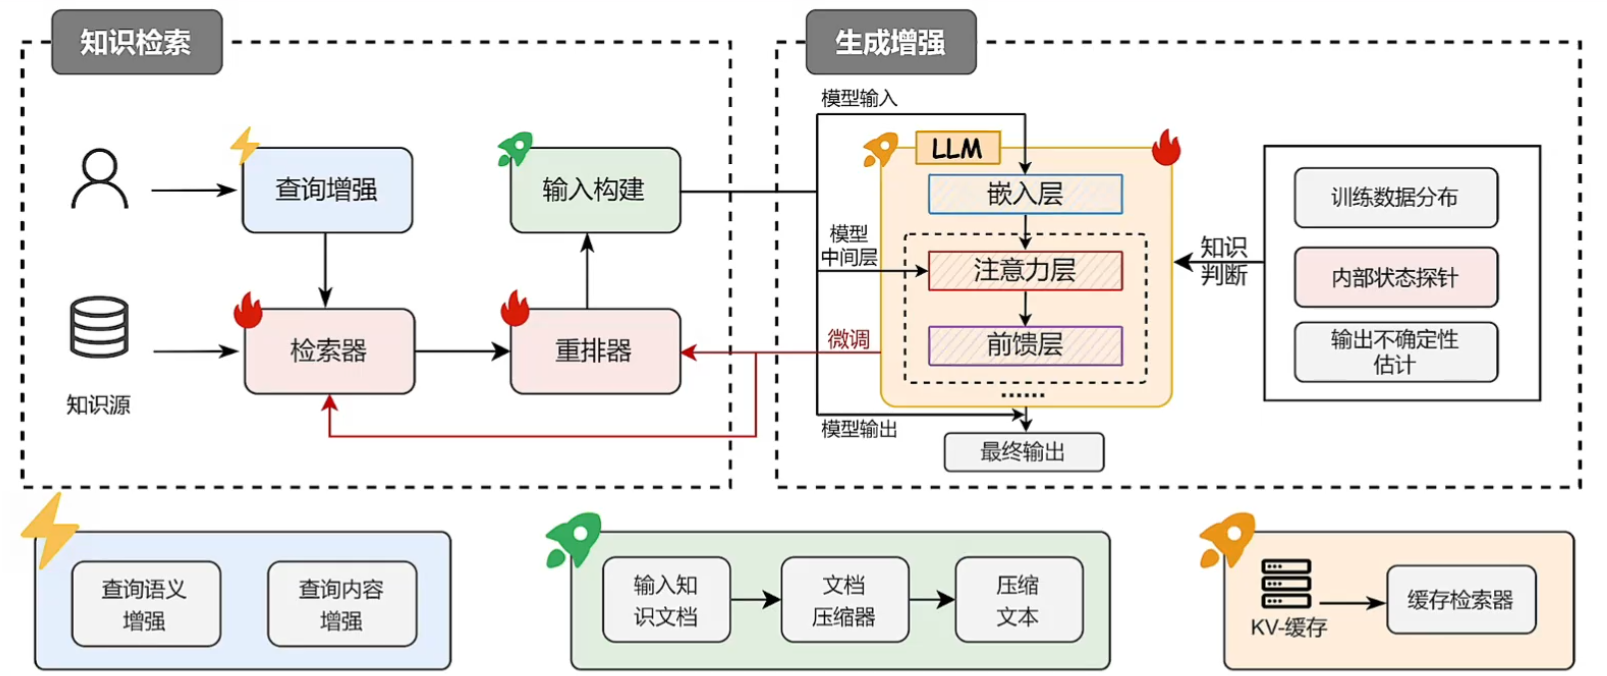 知识检索
生成增强
查询增强
输入构建
知识源
检索器
重排器
模型输入
LLM
嵌入层
模型
中间层
注意力层
微调
前馈层
......
模型输出
最终输出
知识
判断
训练数据分布
内部状态探针
输出不确定性
估计
查询语义
增强
查询内容
增强
输入知
识文档
文档
压缩器
压缩
文本
KV-缓存
缓存检索器